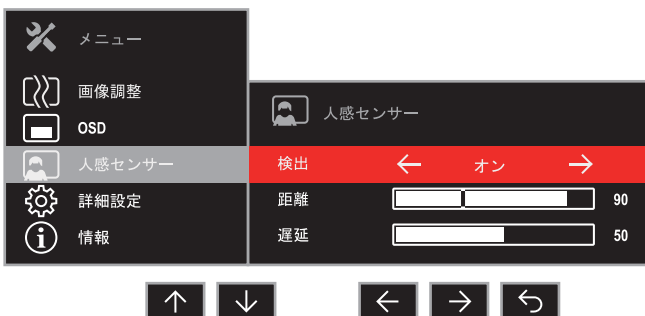 メニュー
画像調整
OSD
人感センサー
詳細設定
情報
人感センサー
検出 オン
距離 90
遅延 50